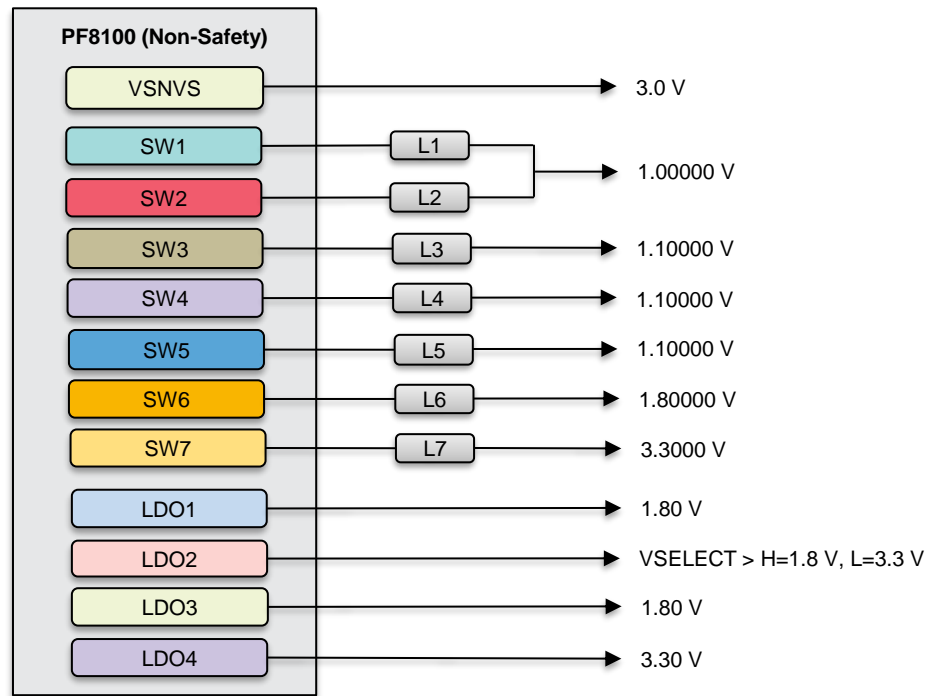 PF8100 (Non-Safety)
VSNVS 3.0 V
SW1 L1
1.00000 V
SW2 L2
SW3 L3 1.10000 V
SW4 L4 1.10000 V
SW5 L5 1.10000 V
SW6 L6 1.80000 V
SW7 L7 3.3000 V
LDO1 1.80 V
LDO2 VSELECT > H=1.8 V, L=3.3 V
LDO3 1.80 V
LDO4 3.30 V